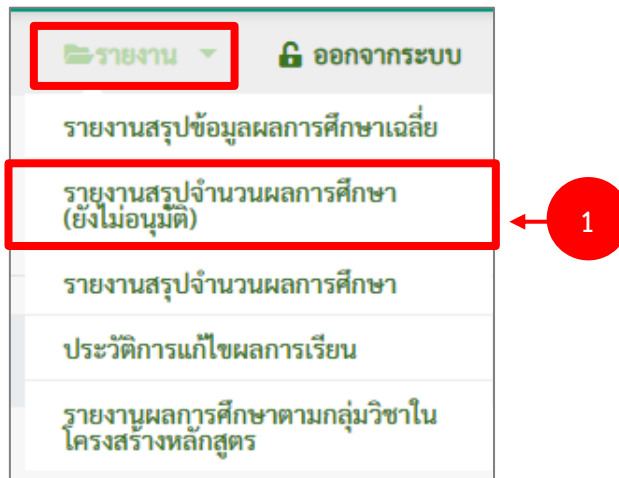 รายงาน
ออกจากระบบ
รายงานสรุปข้อมูลผลการศึกษาเฉลี่ย
รายงานสรุปจำนวนผลการศึกษา
(ยังไม่อนุมัติ)
1
รายงานสรุปจำนวนผลการศึกษา
ประวัติการแก้ไขผลการเรียน
รายงานผลการศึกษาตามกลุ่มวิชาใน
โครงสร้างหลักสูตร